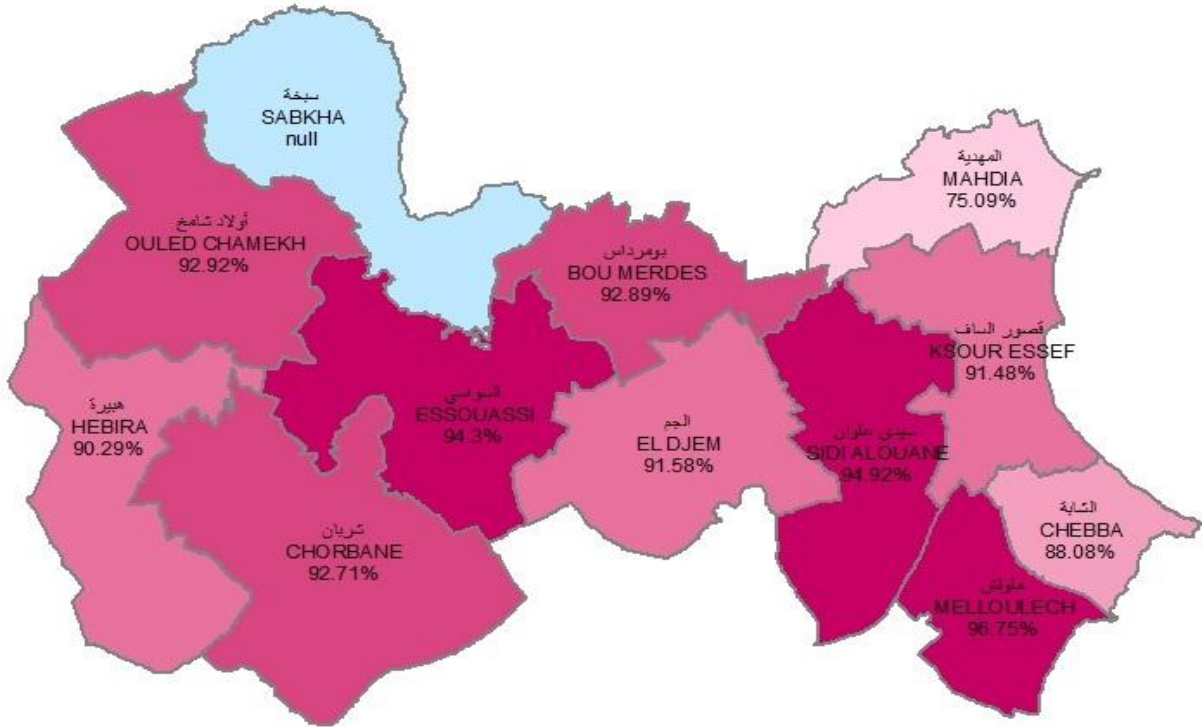 سبخة
SABKHA
null
المهدية
MAHDIA
75.09%
أولاد شامخ
OULED CHAMEKH
92.92%
بومرداس
BOU MERDES
92.89%
قصور الساف
KSOUR ESSEF
91.48%
هبيرة
HEBIRA
90.29%
السواسي
ESSOUASSI
94.3%
الجم
EL DJEM
91.58%
سيدي علوان
SIDI ALOUANE
94.92%
الشابة
CHEBBA
88.08%
شربان
CHORBANE
92.71%
ملولش
MELLOULECH
96.75%